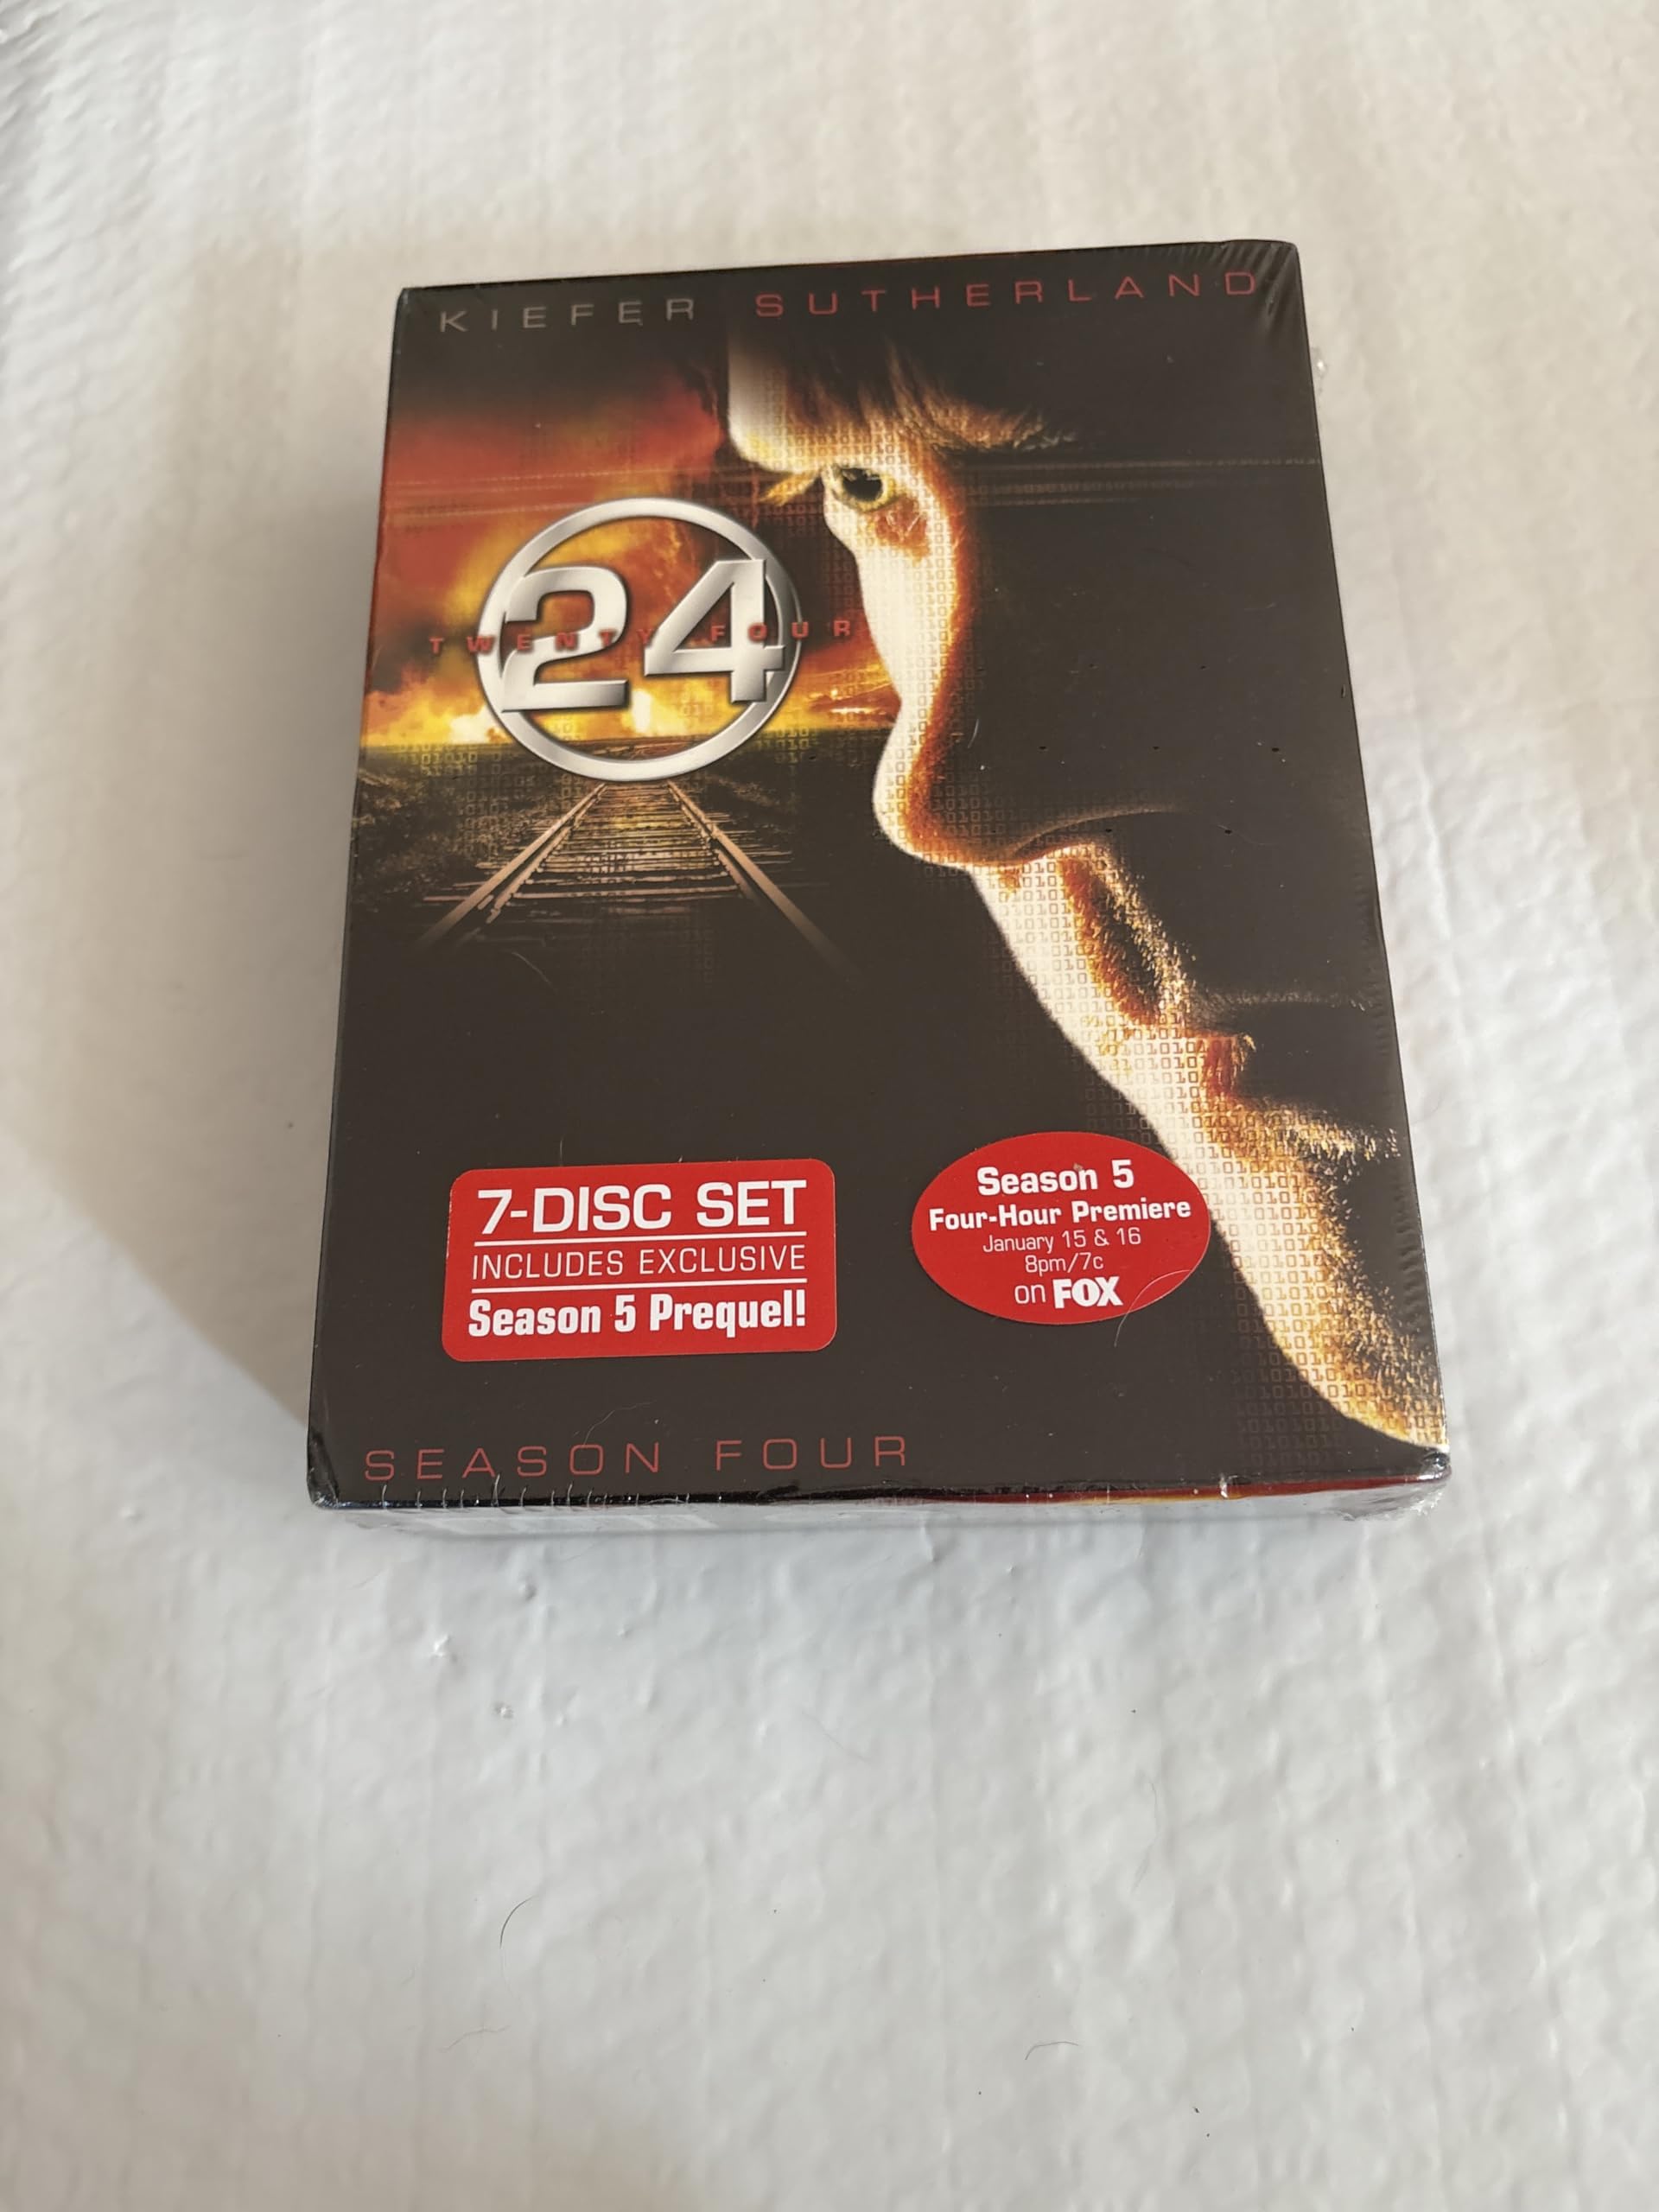 KIEFER SUTHERLAND
24
TWENTY FOUR
7-DISC SET
INCLUDES EXCLUSIVE
Season 5 Prequel!
Season 5
Four-Hour Premiere
January 15 & 16
8pm/7c
on FOX
SEASON FOUR